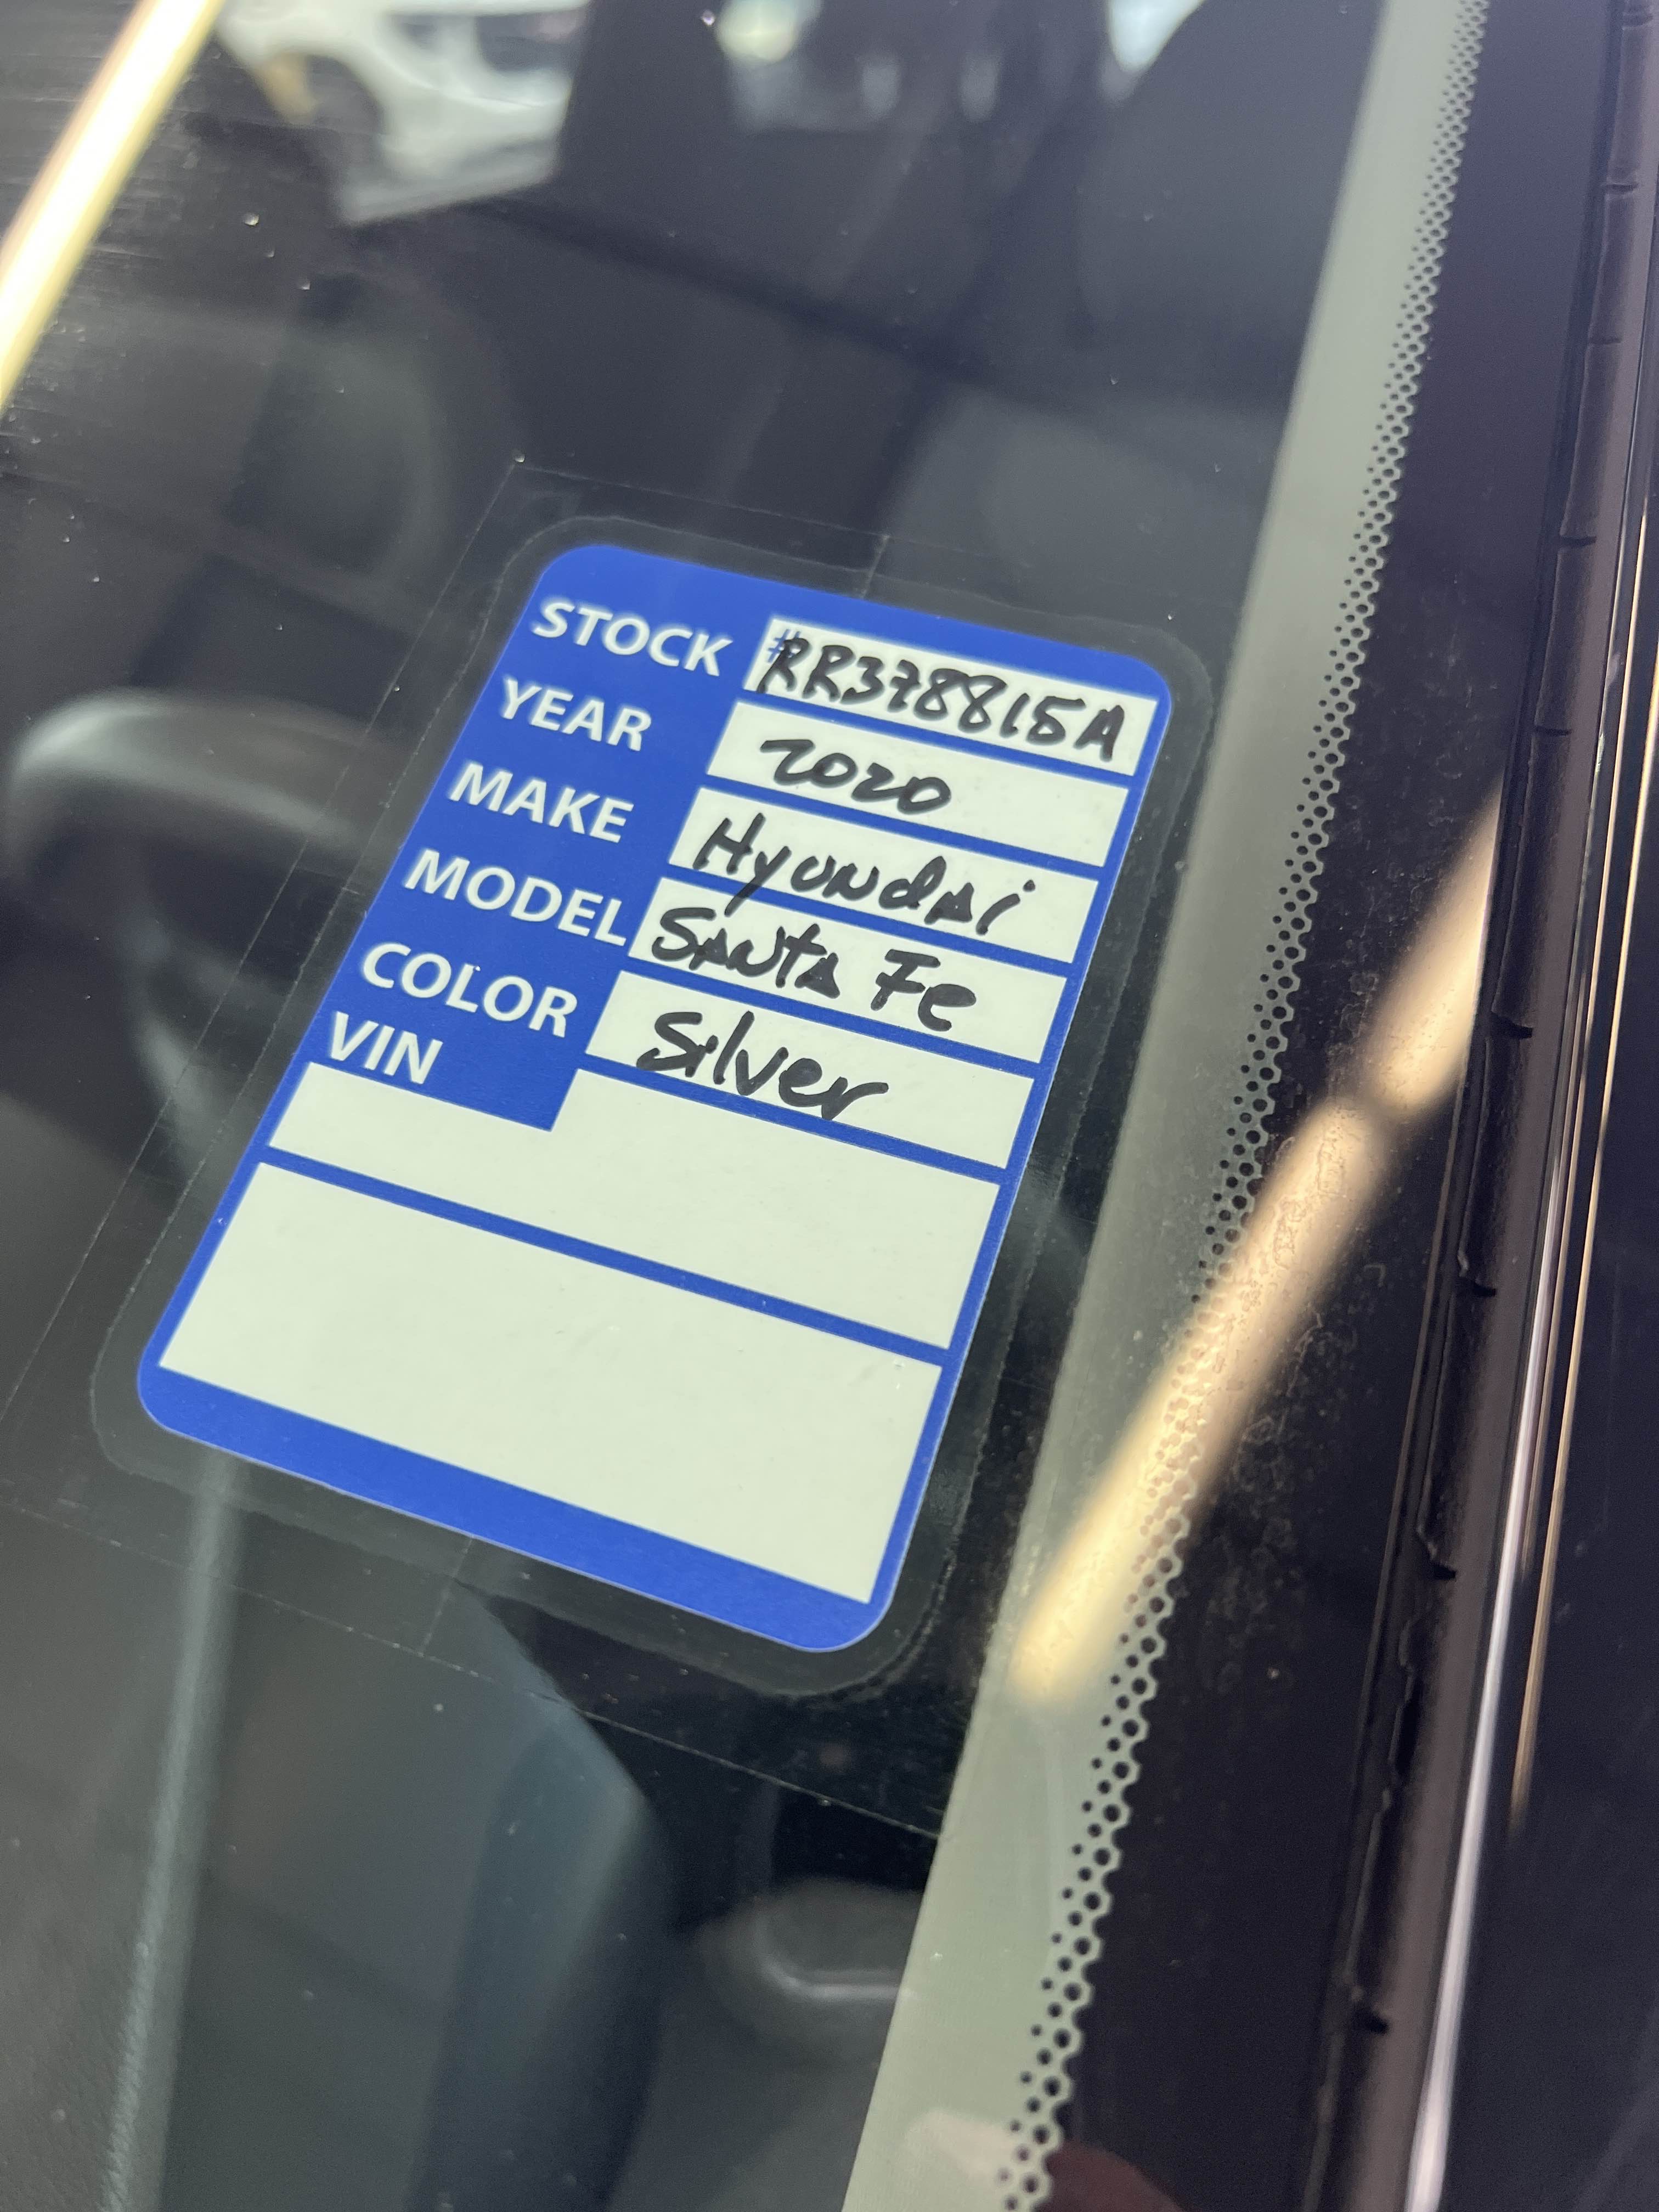 STOCK #RR378815A
YEAR 2020
MAKE Hyundai
MODEL Santa Fe
COLOR Silver
VIN